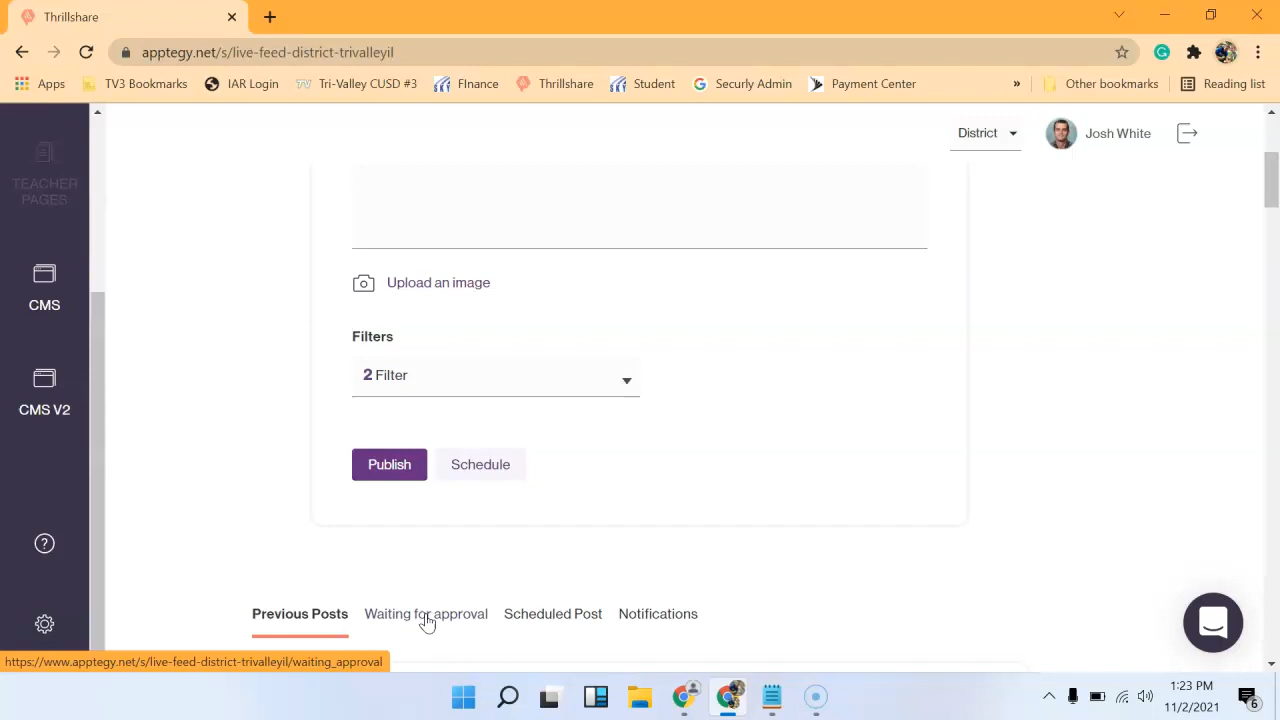 Thrillshare
apptegy.net/s/live-feed-district-trivalleyil
Apps
TV3 Bookmarks
IAR Login
TV Tri-Valley CUSD #3
FInance
Thrillshare
Student
G Securly Admin
Payment Center
»
Other bookmarks
Reading list
TEACHER
PAGES
CMS
CMS V2
?
District
Josh White
Upload an image
Filters
2 Filter
Publish
Schedule
Previous Posts
Waiting for approval
Scheduled Post
Notifications
https://www.apptegy.net/s/live-feed-district-trivalleyil/waiting_approval
1:23 PM
11/2/2021
6